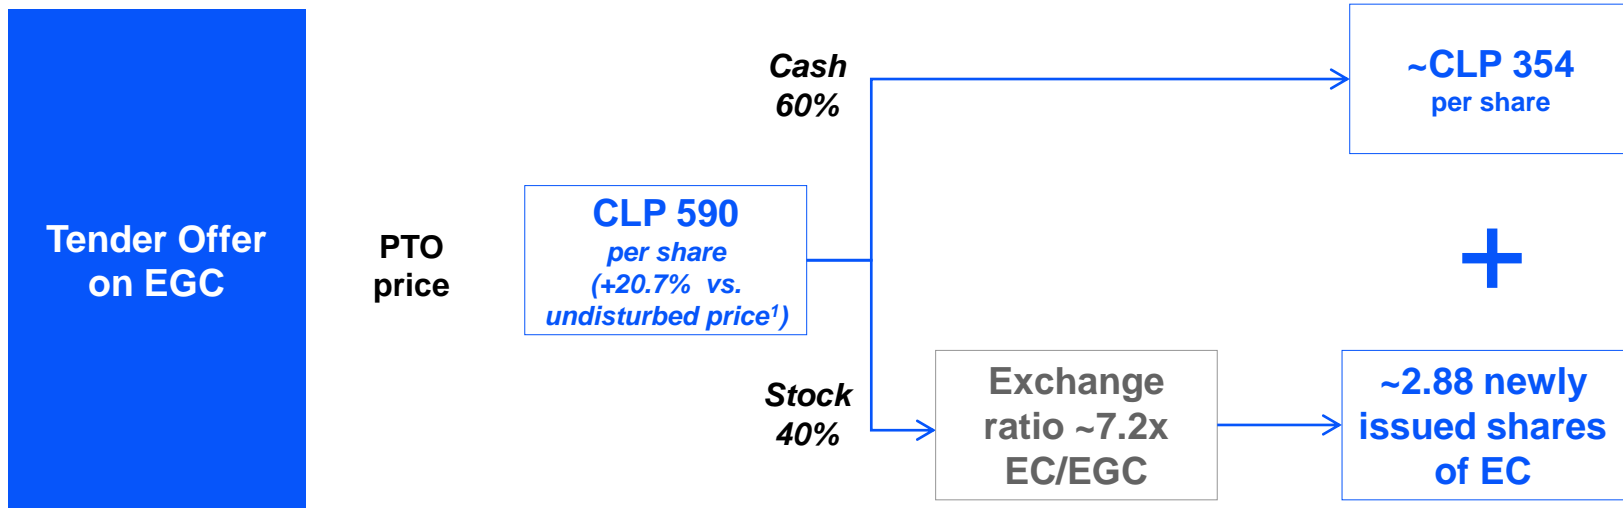 Tender Offer
on EGC
PTO
price
CLP 590
per share
(+20.7% vs.
undisturbed price¹)
Cash
60%
~CLP 354
per share
+
Stock
40%
Exchange
ratio ~7.2x
EC/EGC
~2.88 newly
issued shares
of EC